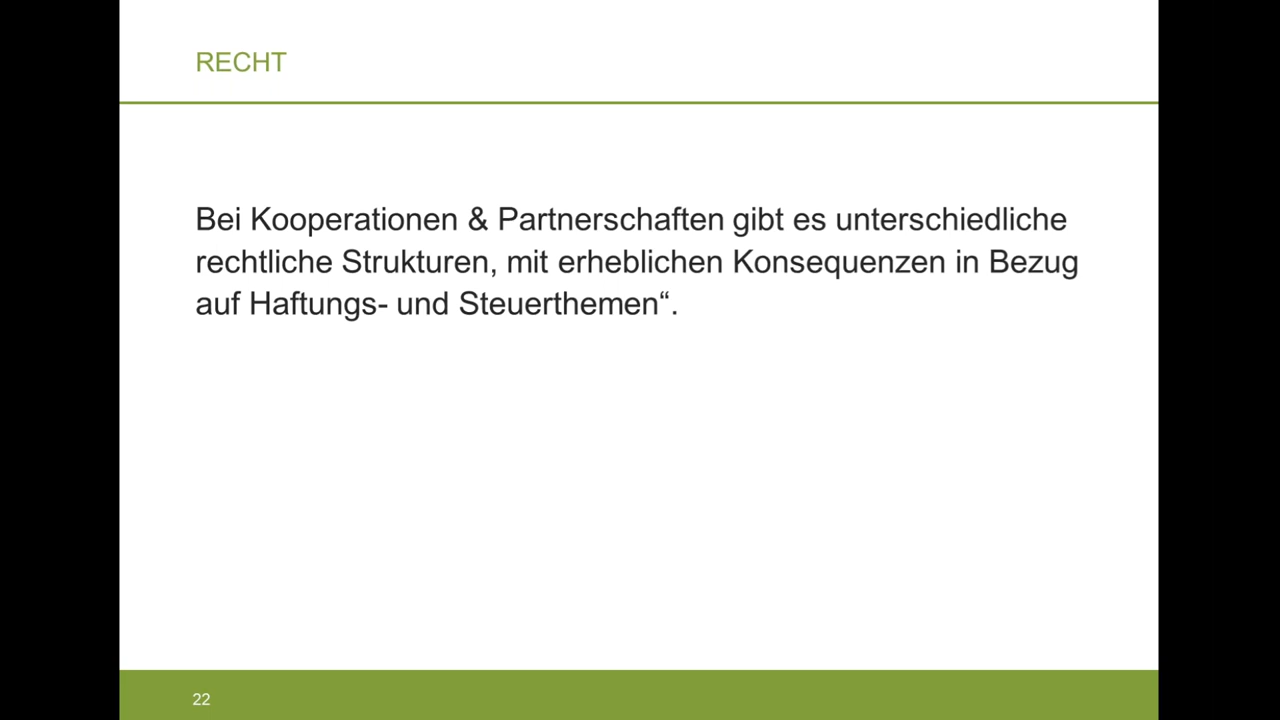 RECHT
Bei Kooperationen & Partnerschaften gibt es unterschiedliche
rechtliche Strukturen, mit erheblichen Konsequenzen in Bezug
auf Haftungs- und Steuerthemen“.
22